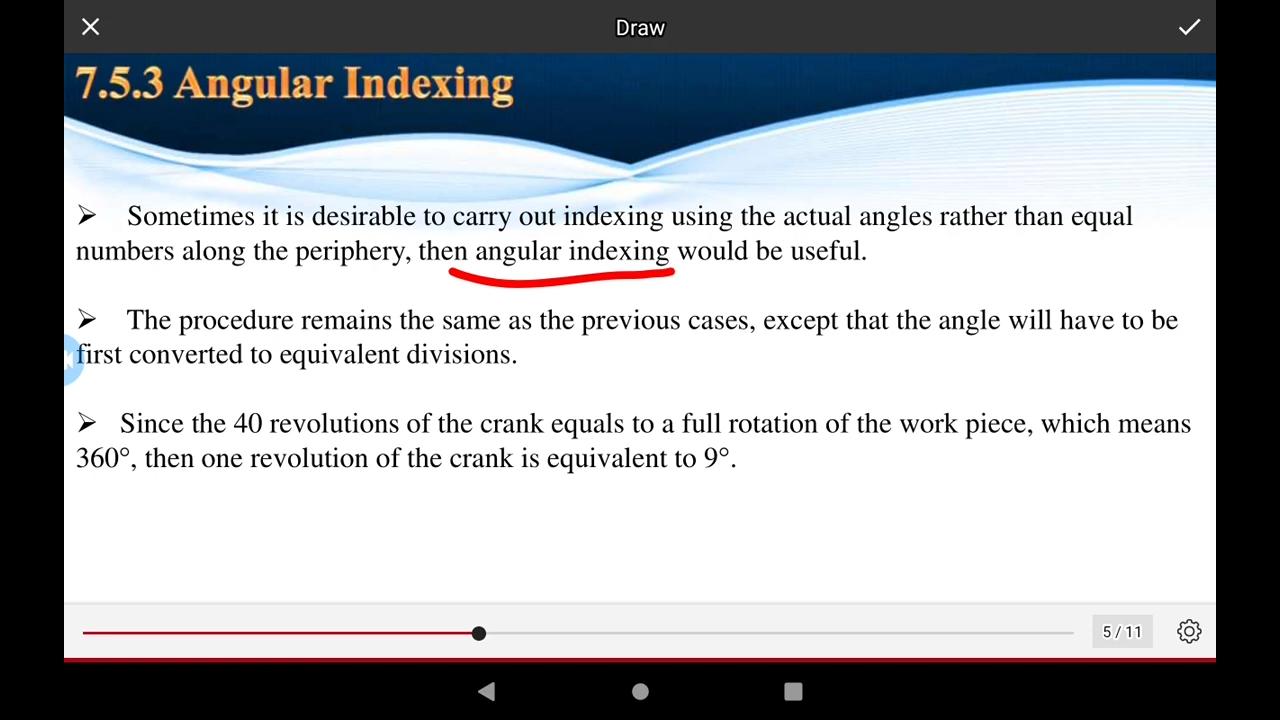 Draw
7.5.3 Angular Indexing
➢ Sometimes it is desirable to carry out indexing using the actual angles rather than equal
numbers along the periphery, then angular indexing would be useful.
➢ The procedure remains the same as the previous cases, except that the angle will have to be
first converted to equivalent divisions.
➢ Since the 40 revolutions of the crank equals to a full rotation of the work piece, which means
360°, then one revolution of the crank is equivalent to 9°.
5 / 11